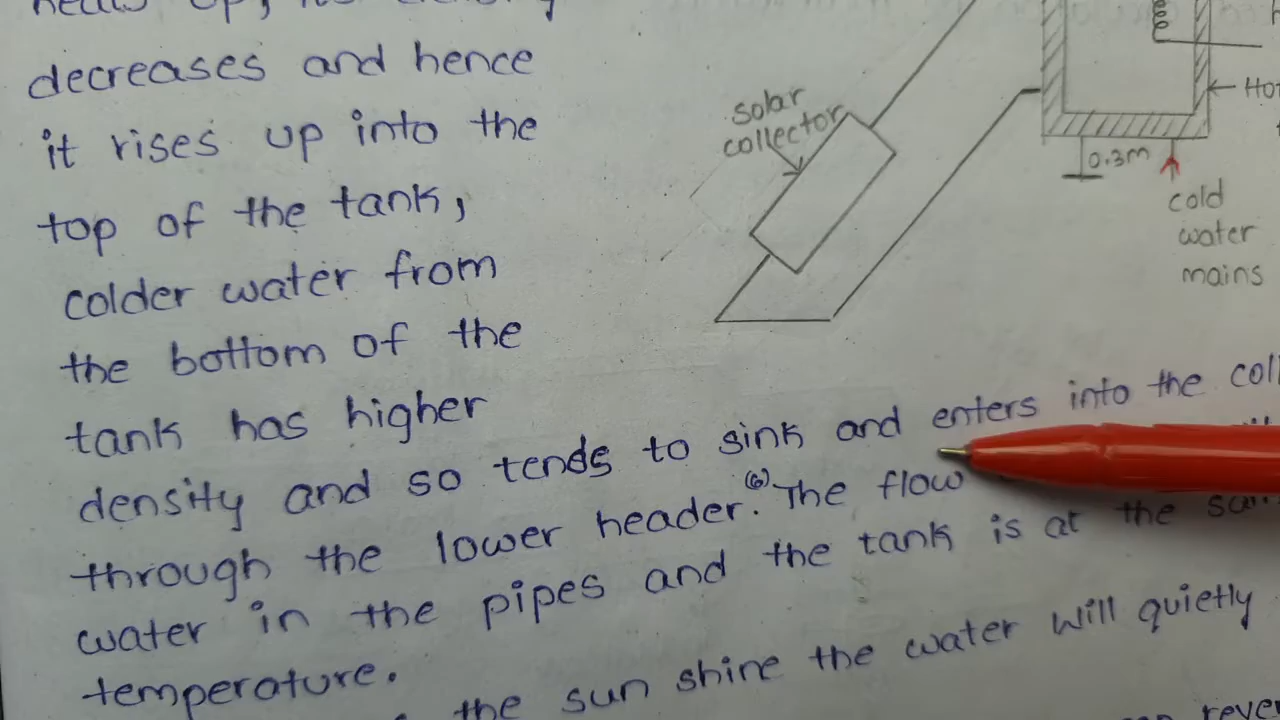 decreases and hence
it rises up into the
top of the tank,
colder water from
the bottom of the
tank has higher
density and so tends to sink and enters into the
through the lower header. (6) The flow
water in the pipes and the tank is at the
temperature.
the sun shine the water will quietly
solar
collector
0.3m
cold
water
mains